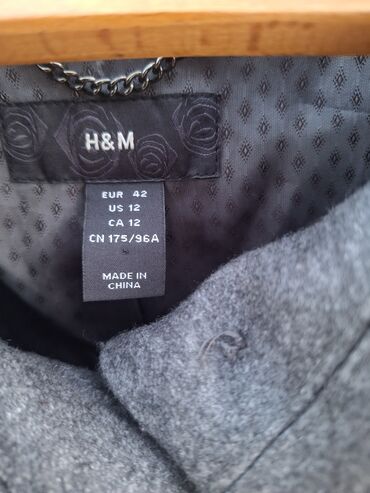 H&M
EUR 42
US 12
CA 12
CN 175/96A
MADE IN
CHINA